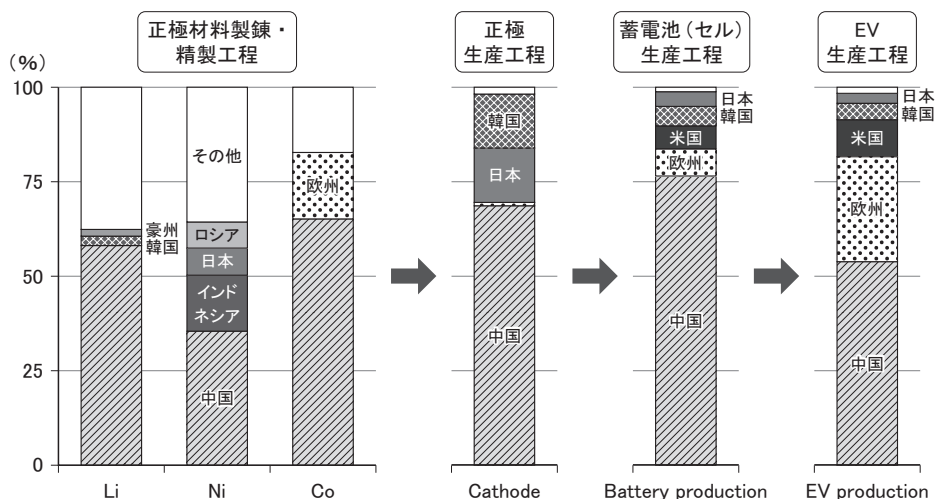 正極材料製錬・
精製工程
正極
生産工程
蓄電池（セル）
生産工程
EV
生産工程
（%）
100
75
50
25
0
豪州
韓国
その他
ロシア
日本
インド
ネシア
中国
欧州
韓国
日本
中国
日本
韓国
米国
欧州
中国
日本
韓国
米国
欧州
中国
Li
Ni
Co
Cathode
Battery production
EV production